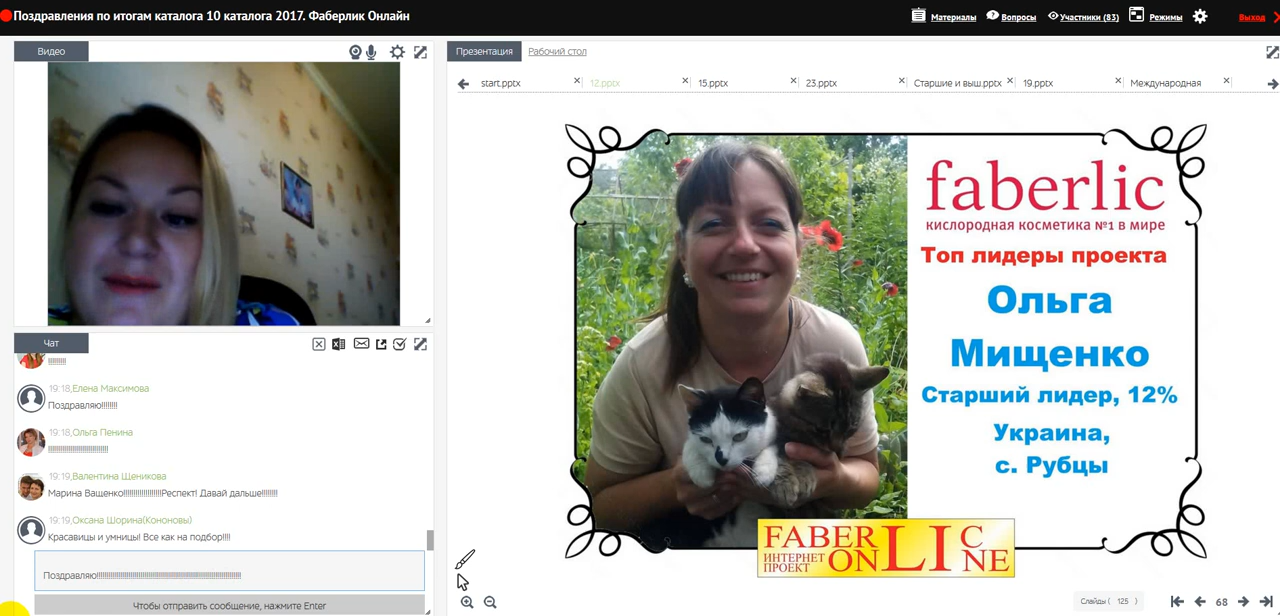 Поздравления по итогам каталога 10 каталога 2017. Фаберлик Онлайн
Материалы
Вопросы
Участники (83)
Режимы
Выход
Видео
Презентация
Рабочий стол
start.pptx
12.pptx
15.pptx
23.pptx
Старшие и выш.pptx
19.pptx
Международная
faberlic
кислородная косметика №1 в мире
Топ лидеры проекта
Ольга
Мищенко
Старший лидер, 12%
Украина,
с. Рубцы
FABERLIC
ИНТЕРНЕТ ПРОЕКТ
ONLINE
Чат
!!!!!!!!!
19:18,Елена Максимова
Поздравляю!!!!!!!!
19:18,Ольга Пенина
!!!!!!!!!!!!!!!!!!!!!!!!!!!!!
19:19,Валентина Щеникова
Марина Ващенко!!!!!!!!!!!!!!!!!!!Респект! Давай дальше!!!!!!!!
19:19,Оксана Шорина(Кононовы)
Красавицы и умницы! Все как на подбор!!!!
Поздравляю!!!!!!!!!!!!!!!!!!!!!!!!!!!!!!!!!!!!!!!!!!!!!!!!!!!!!!!!!!!!!!!!!!!!!
Чтобы отправить сообщение, нажмите Enter
Слайды ( 125 )
68